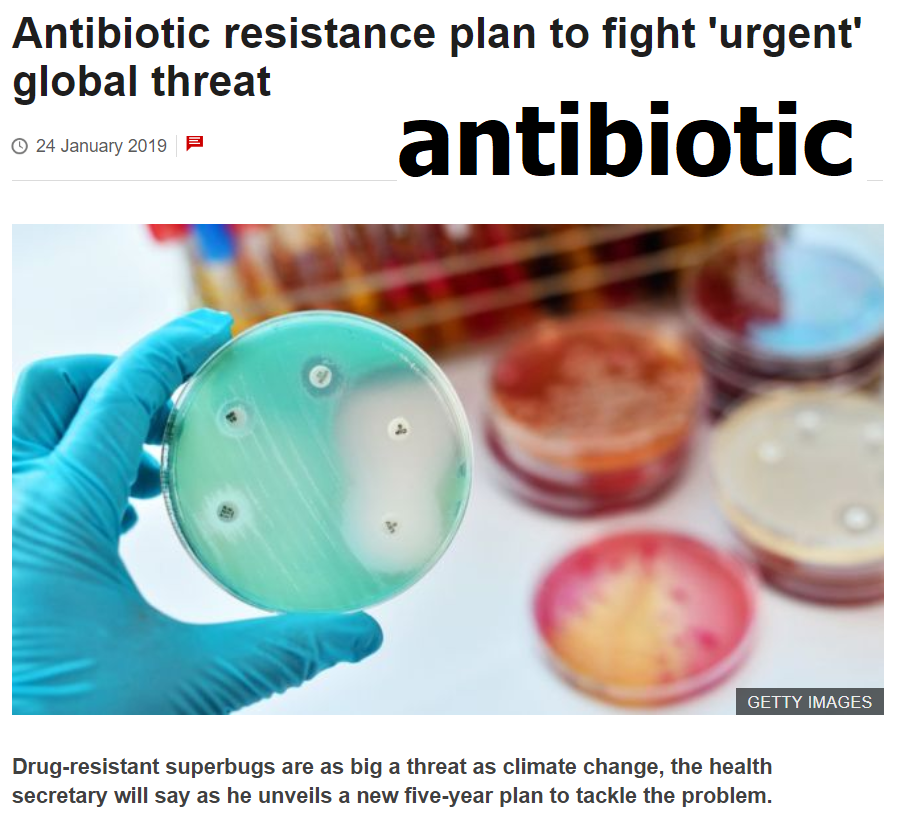 Antibiotic resistance plan to fight 'urgent'
global threat
24 January 2019
antibiotic
GETTY IMAGES
Drug-resistant superbugs are as big a threat as climate change, the health
secretary will say as he unveils a new five-year plan to tackle the problem.